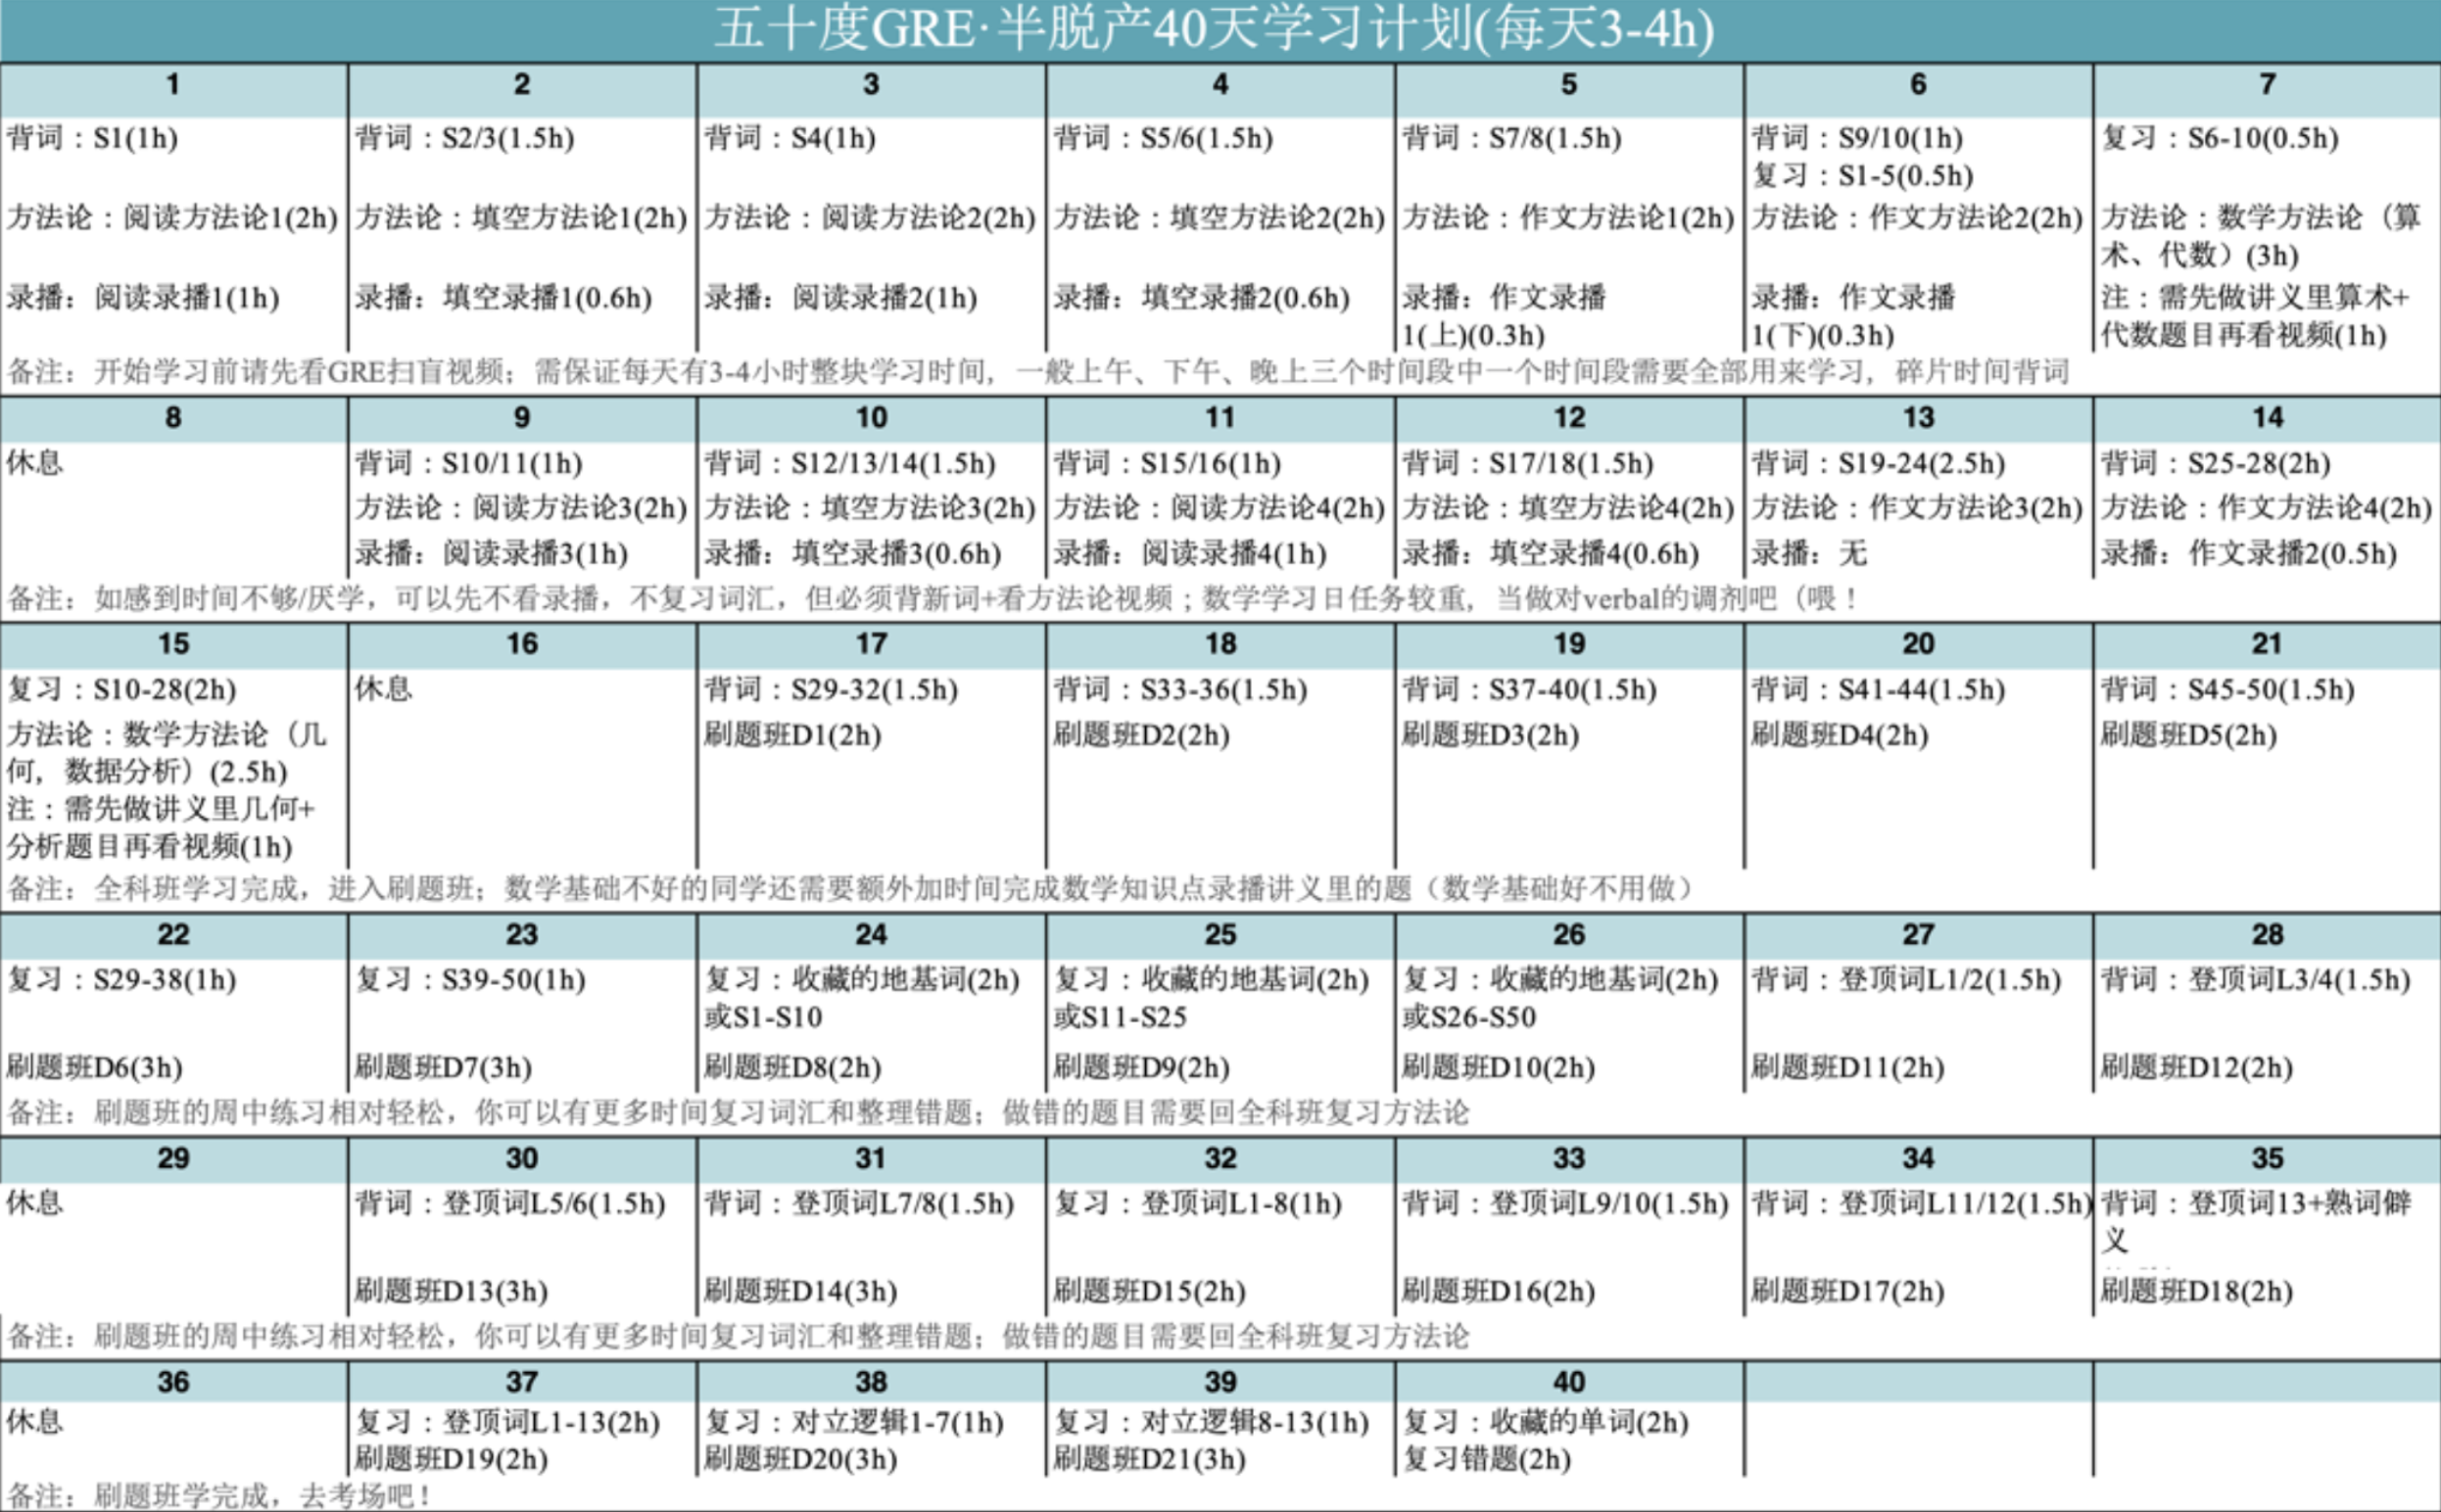 五十度GRE·半脱产40天学习计划(每天3-4h)
1
背词：S1(1h)
方法论：阅读方法论1(2h)
录播：阅读录播1(1h)
2
背词：S2/3(1.5h)
方法论：填空方法论1(2h)
录播：填空录播1(0.6h)
3
背词：S4(1h)
方法论：阅读方法论2(2h)
录播：阅读录播2(1h)
4
背词：S5/6(1.5h)
方法论：填空方法论2(2h)
录播：填空录播2(0.6h)
5
背词：S7/8(1.5h)
方法论：作文方法论1(2h)
录播：作文录播
1(上)(0.3h)
6
背词：S9/10(1h)
复习：S1-5(0.5h)
方法论：作文方法论2(2h)
录播：作文录播
1(下)(0.3h)
7
复习：S6-10(0.5h)
方法论：数学方法论（算
术、代数）(3h)
注：需先做讲义里算术+
代数题目再看视频(1h)
备注：开始学习前请先看GRE扫盲视频；需保证每天有3-4小时整块学习时间，一般上午、下午、晚上三个时间段中一个时间段需要全部用来学习，碎片时间背词
8
休息
9
背词：S10/11(1h)
方法论：阅读方法论3(2h)
录播：阅读录播3(1h)
10
背词：S12/13/14(1.5h)
方法论：填空方法论3(2h)
录播：填空录播3(0.6h)
11
背词：S15/16(1h)
方法论：阅读方法论4(2h)
录播：阅读录播4(1h)
12
背词：S17/18(1.5h)
方法论：填空方法论4(2h)
录播：填空录播4(0.6h)
13
背词：S19-24(2.5h)
方法论：作文方法论3(2h)
录播：无
14
背词：S25-28(2h)
方法论：作文方法论4(2h)
录播：作文录播2(0.5h)
备注：如感到时间不够/厌学，可以先不看录播，不复习词汇，但必须背新词+看方法论视频；数学学习日任务较重，当做对verbal的调剂吧（喂！
15
复习：S10-28(2h)
方法论：数学方法论（几
何，数据分析）(2.5h)
注：需先做讲义里几何+
分析题目再看视频(1h)
16
休息
17
背词：S29-32(1.5h)
刷题班D1(2h)
18
背词：S33-36(1.5h)
刷题班D2(2h)
19
背词：S37-40(1.5h)
刷题班D3(2h)
20
背词：S41-44(1.5h)
刷题班D4(2h)
21
背词：S45-50(1.5h)
刷题班D5(2h)
备注：全科班学习完成，进入刷题班；数学基础不好的同学还需要额外加时间完成数学知识点录播讲义里的题（数学基础好不用做）
22
复习：S29-38(1h)
刷题班D6(3h)
23
复习：S39-50(1h)
刷题班D7(3h)
24
复习：收藏的地基词(2h)
或S1-S10
刷题班D8(2h)
25
复习：收藏的地基词(2h)
或S11-S25
刷题班D9(2h)
26
复习：收藏的地基词(2h)
或S26-S50
刷题班D10(2h)
27
背词：登顶词L1/2(1.5h)
刷题班D11(2h)
28
背词：登顶词L3/4(1.5h)
刷题班D12(2h)
备注：刷题班的周中练习相对轻松，你可以有更多时间复习词汇和整理错题；做错的题目需要回全科班复习方法论
29
休息
30
背词：登顶词L5/6(1.5h)
刷题班D13(3h)
31
背词：登顶词L7/8(1.5h)
刷题班D14(3h)
32
复习：登顶词L1-8(1h)
刷题班D15(2h)
33
背词：登顶词L9/10(1.5h)
刷题班D16(2h)
34
背词：登顶词L11/12(1.5h)
刷题班D17(2h)
35
背词：登顶词13+熟词僻
义
刷题班D18(2h)
备注：刷题班的周中练习相对轻松，你可以有更多时间复习词汇和整理错题；做错的题目需要回全科班复习方法论
36
休息
37
复习：登顶词L1-13(2h)
刷题班D19(2h)
38
复习：对立逻辑1-7(1h)
刷题班D20(3h)
39
复习：对立逻辑8-13(1h)
刷题班D21(3h)
40
复习：收藏的单词(2h)
复习错题(2h)
备注：刷题班学完成，去考场吧！